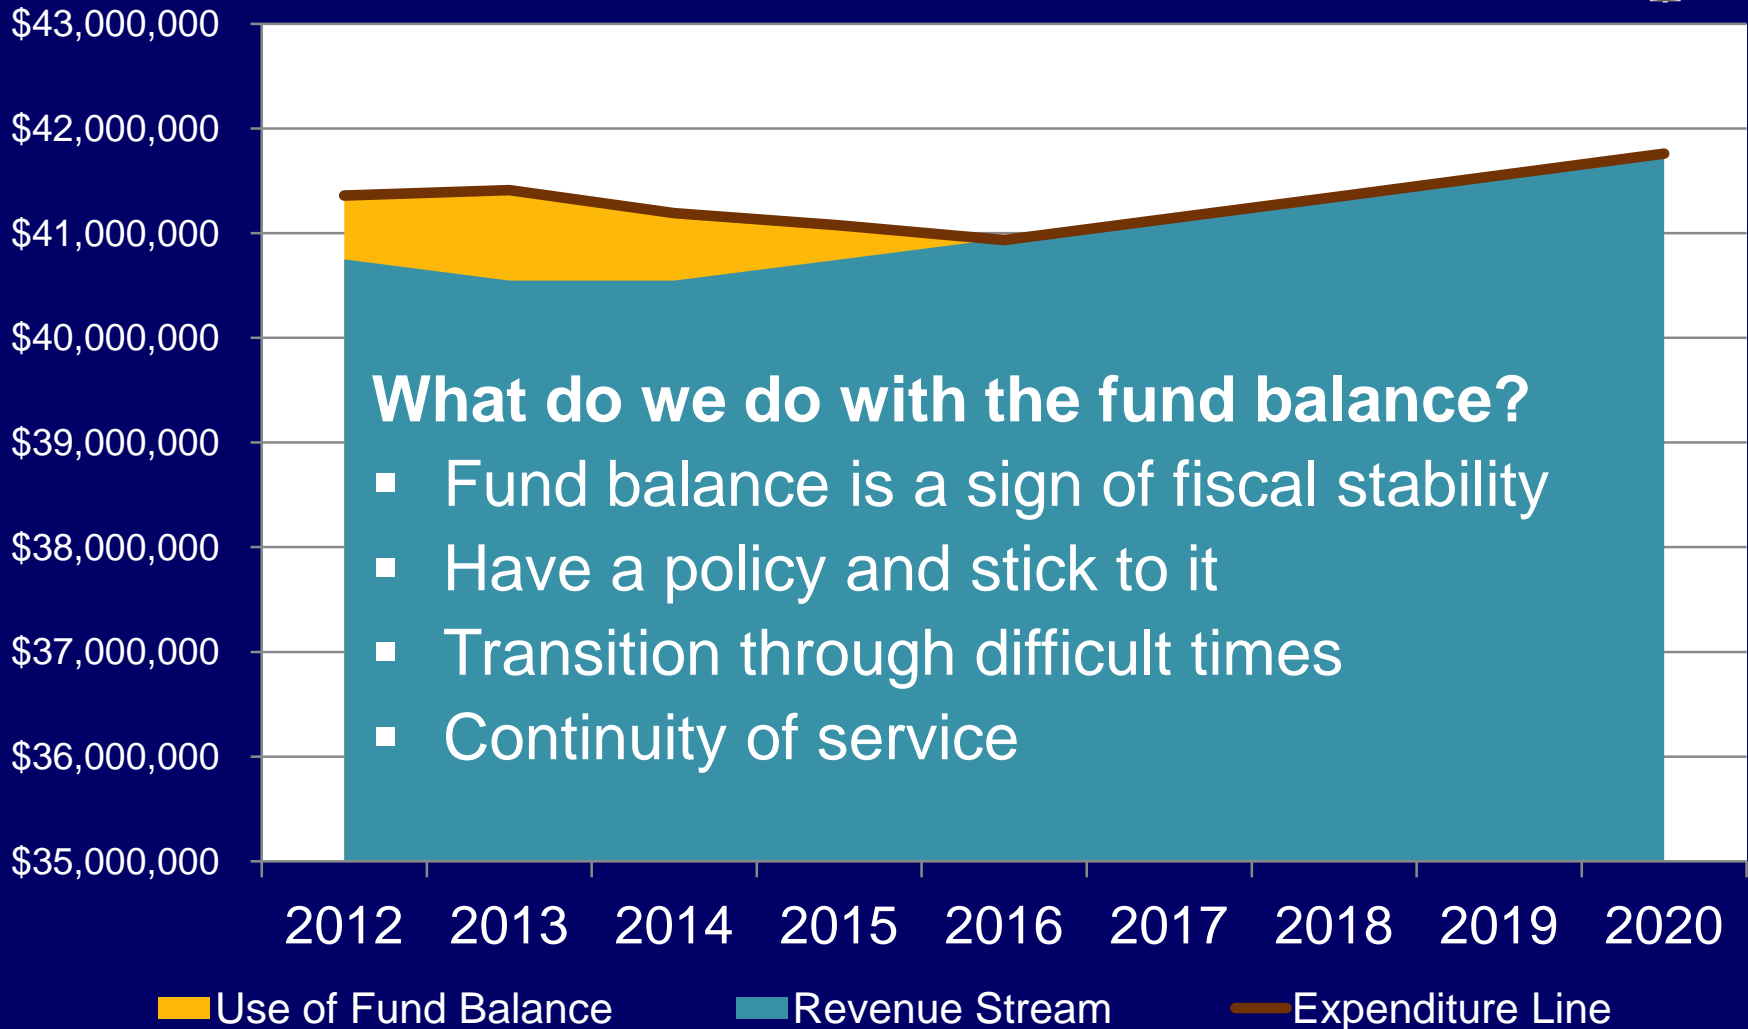 $43,000,000
$42,000,000
$41,000,000
$40,000,000
$39,000,000
$38,000,000
$37,000,000
$36,000,000
$35,000,000
What do we do with the fund balance?
▪ Fund balance is a sign of fiscal stability
▪ Have a policy and stick to it
▪ Transition through difficult times
▪ Continuity of service
2012 2013 2014 2015 2016 2017 2018 2019 2020
Use of Fund Balance Revenue Stream Expenditure Line